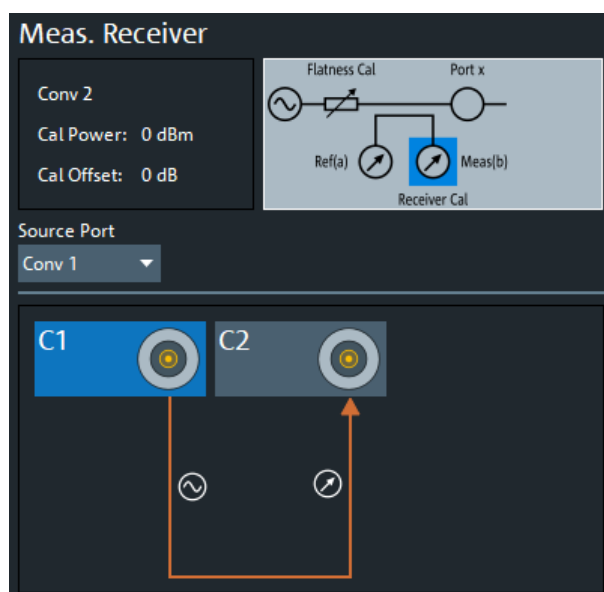 Meas. Receiver
Conv 2
Cal Power: 0 dBm
Cal Offset: 0 dB
Flatness Cal
Port x
Ref(a)
Meas(b)
Receiver Cal
Source Port
Conv 1
C1
C2